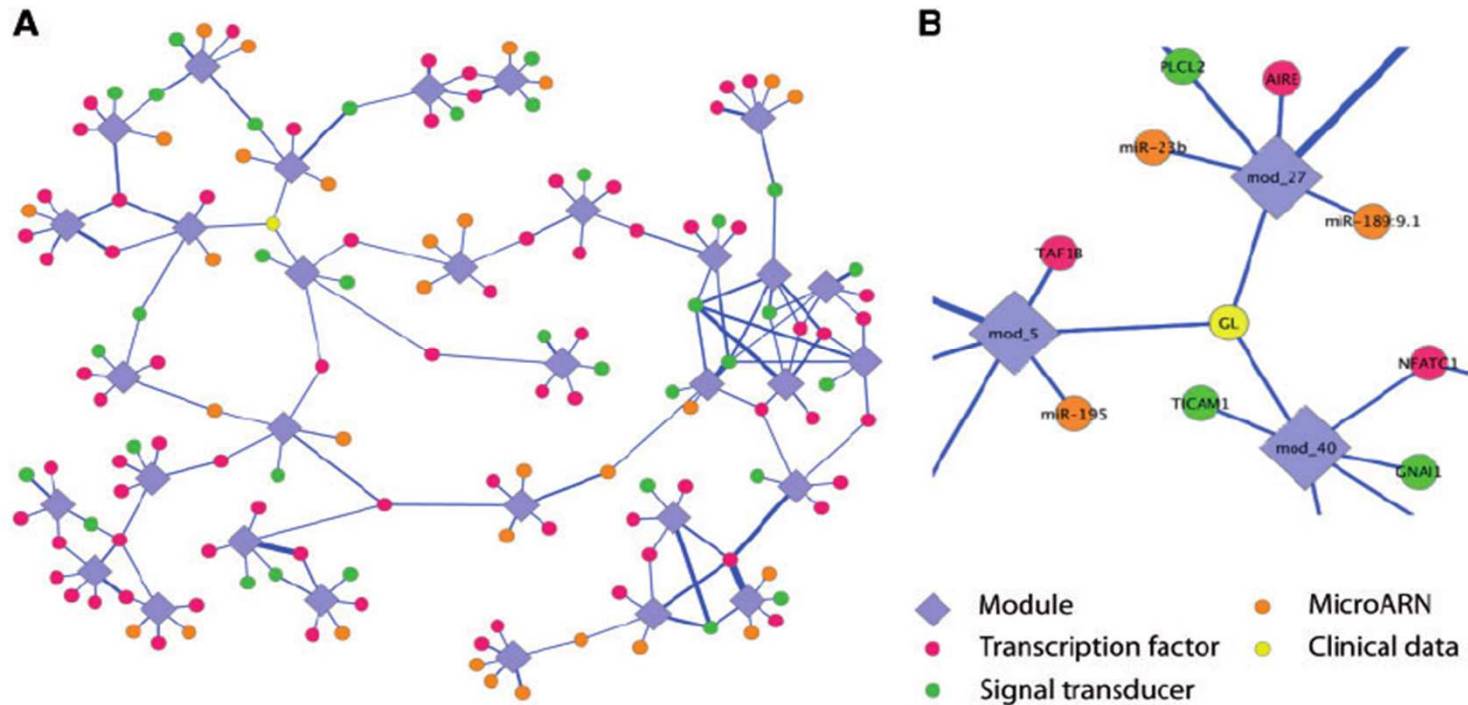 A
B
PLCL2
AIRE
miR-23b
mod_27
miR-189:9.1
TAF1B
mod_5
GL
NFATC1
miR-195
TICAM1
mod_40
GNAI1
Module
MicroARN
Transcription factor
Clinical data
Signal transducer